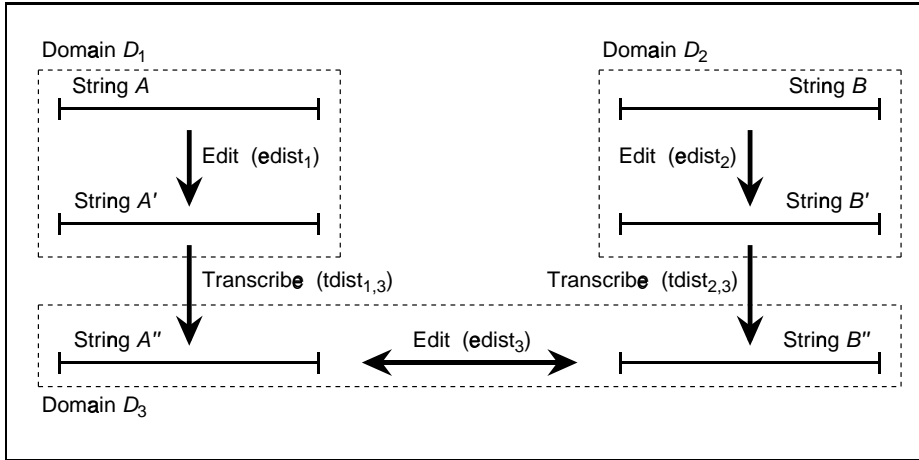 Domain D₁
Domain D₂
String A
String B
Edit (edist₁)
Edit (edist₂)
String A′
String B′
Transcribe (tdist₁,₃)
Transcribe (tdist₂,₃)
String A″
Edit (edist₃)
String B″
Domain D₃